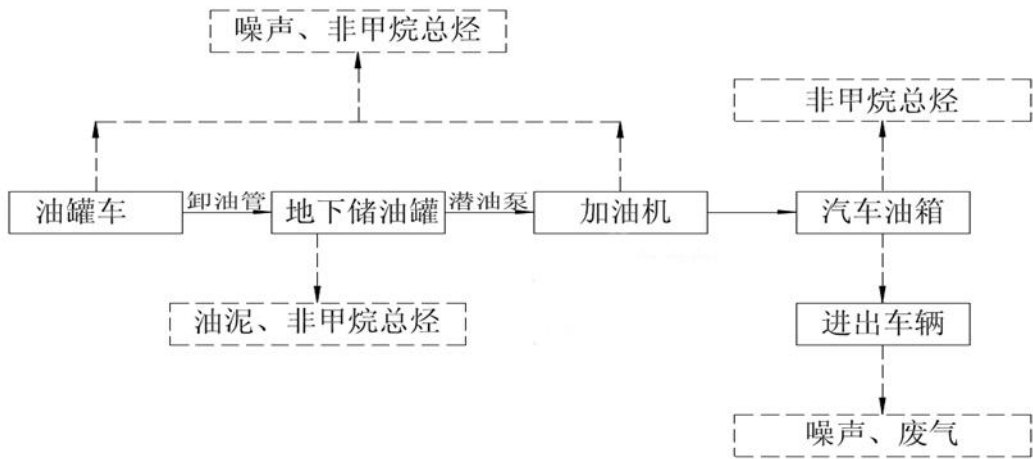 噪声、非甲烷总烃
非甲烷总烃
油罐车
卸油管
地下储油罐
潜油泵
加油机
汽车油箱
油泥、非甲烷总烃
进出车辆
噪声、废气